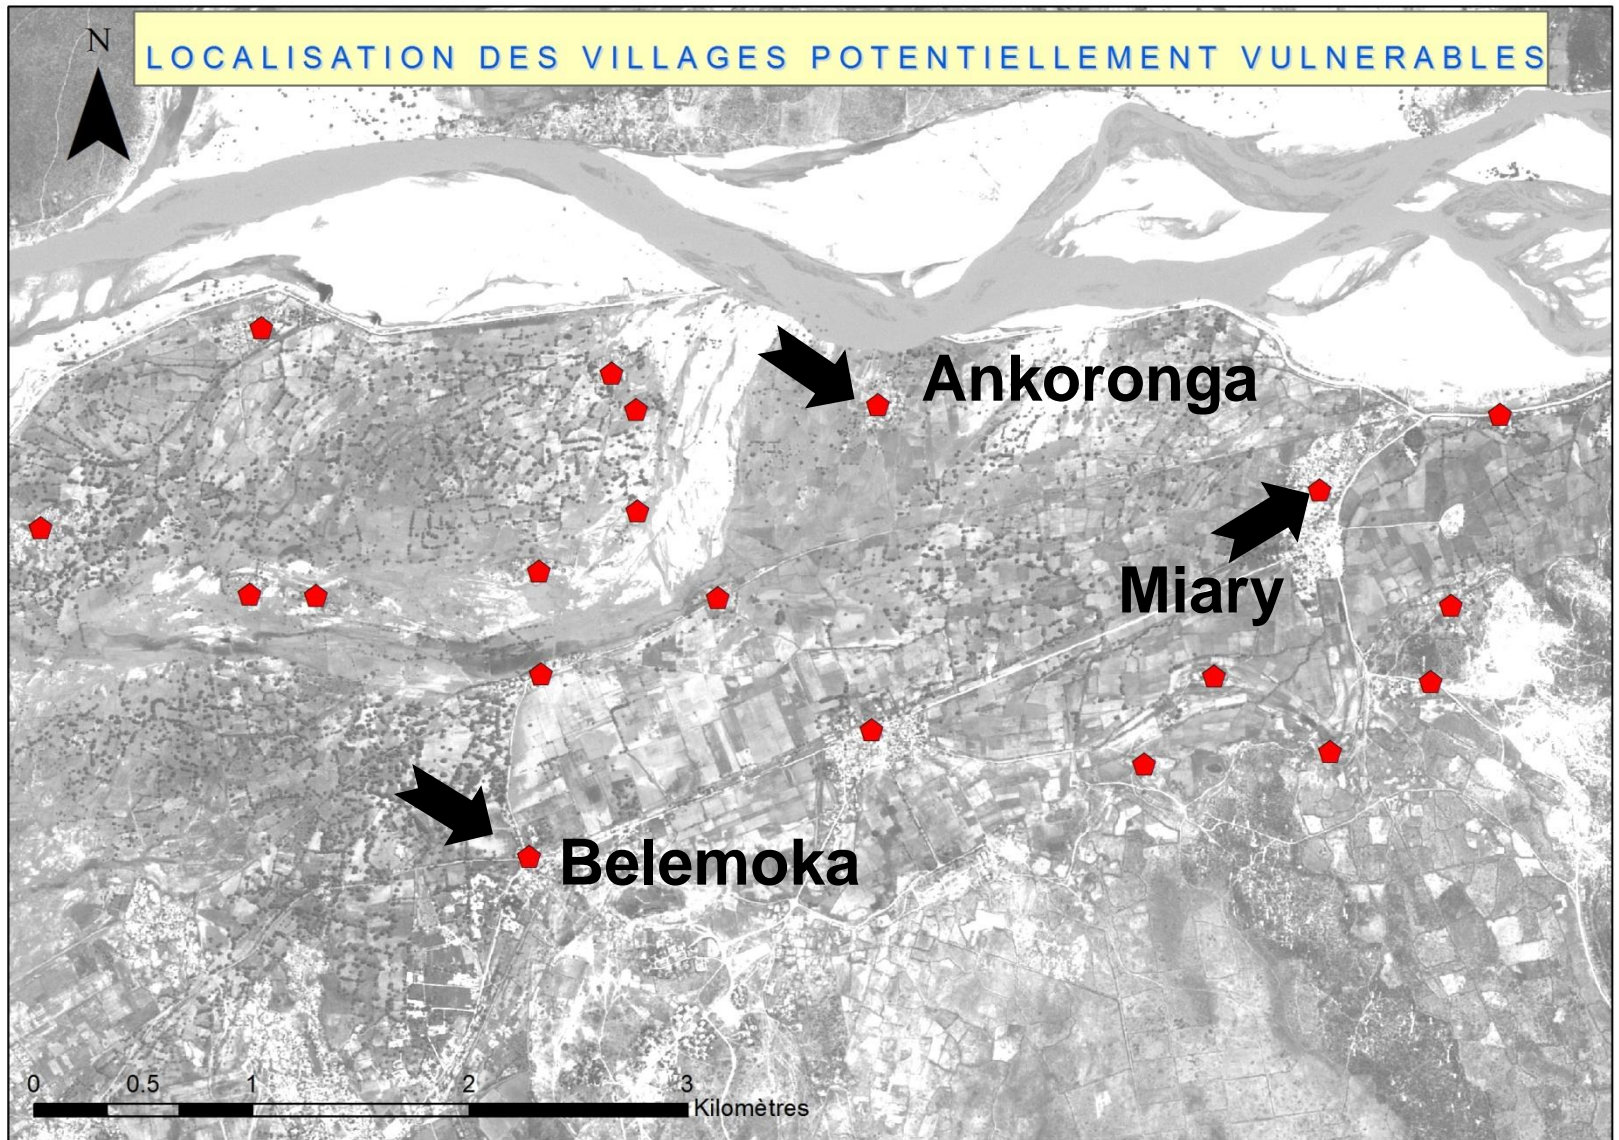 N
LOCALISATION DES VILLAGES POTENTIELLEMENT VULNERABLES
Ankoronga
Miary
Belemoka
0 0.5 1 2 3
Kilomètres